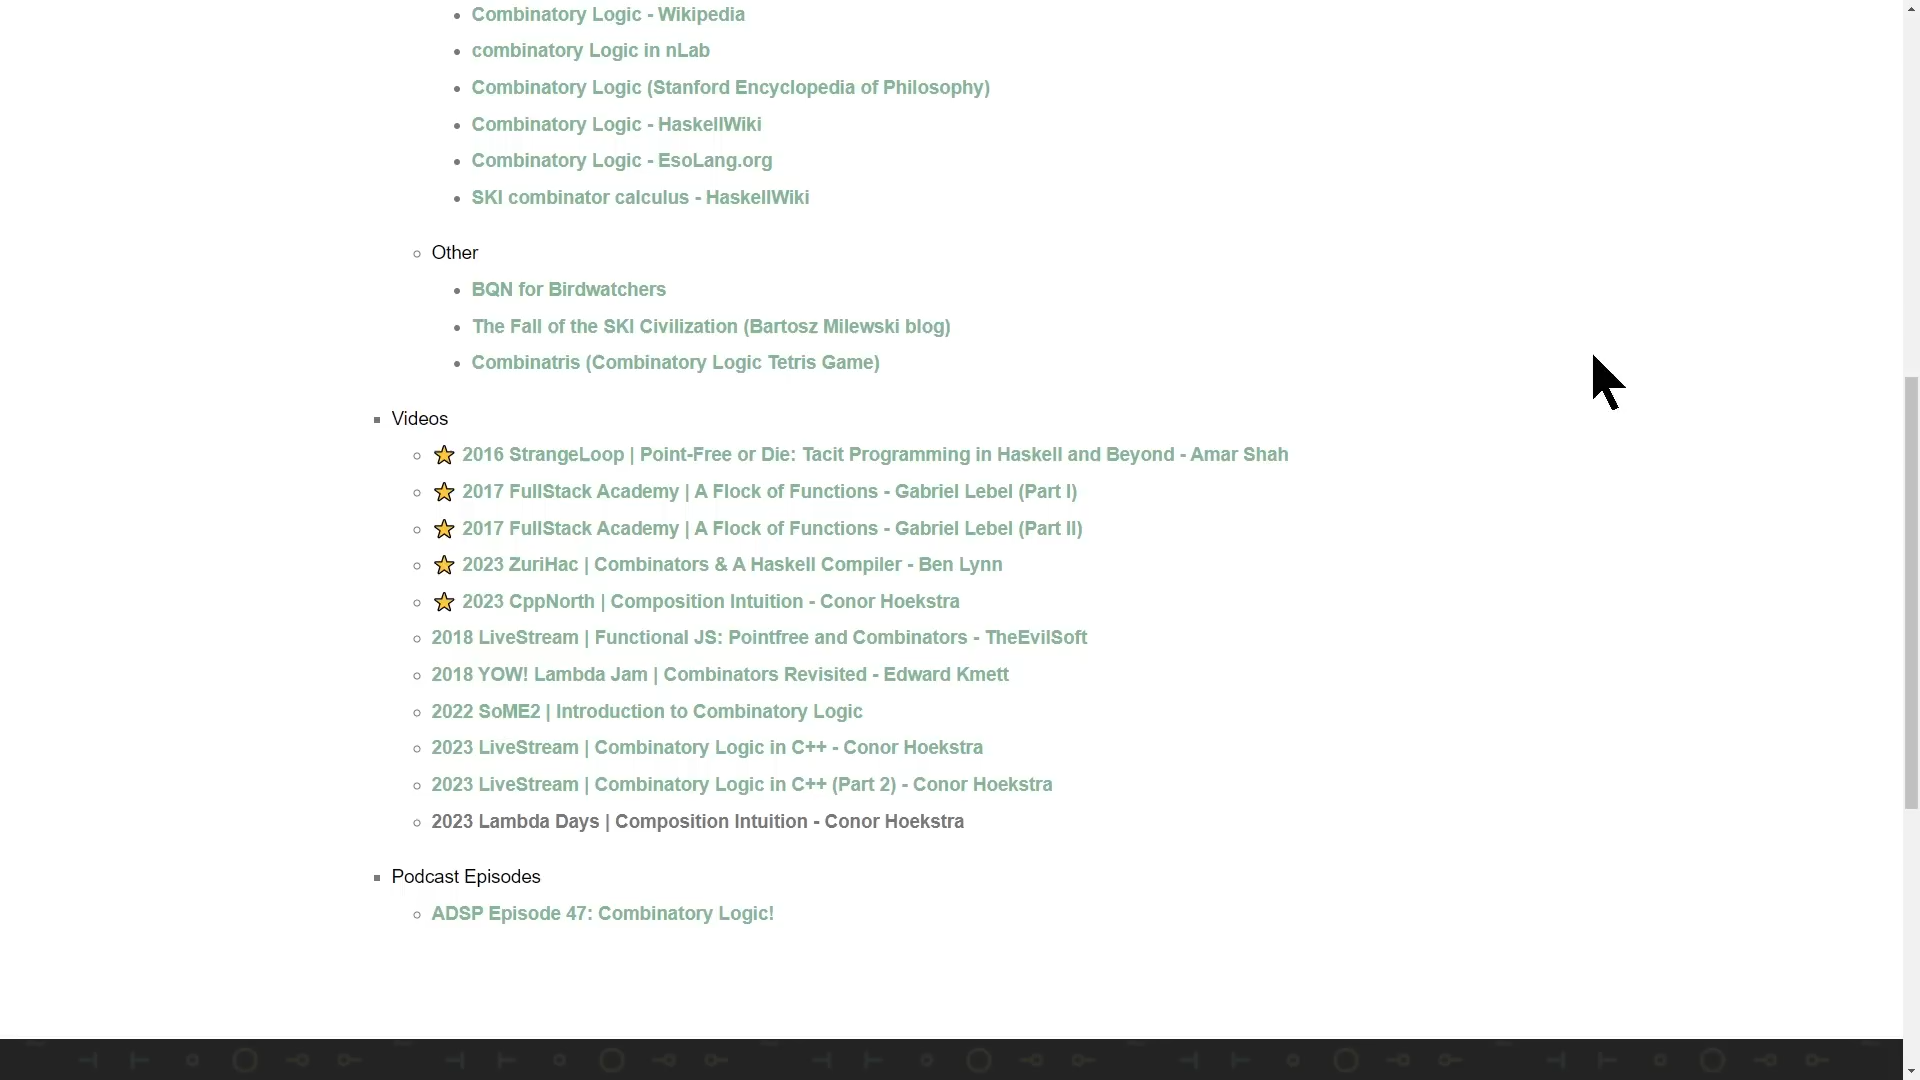 Combinatory Logic - Wikipedia
combinatory Logic in nLab
Combinatory Logic (Stanford Encyclopedia of Philosophy)
Combinatory Logic - HaskellWiki
Combinatory Logic - EsoLang.org
SKI combinator calculus - HaskellWiki
Other
BQN for Birdwatchers
The Fall of the SKI Civilization (Bartosz Milewski blog)
Combinatris (Combinatory Logic Tetris Game)
Videos
2016 StrangeLoop | Point-Free or Die: Tacit Programming in Haskell and Beyond - Amar Shah
2017 FullStack Academy | A Flock of Functions - Gabriel Lebel (Part I)
2017 FullStack Academy | A Flock of Functions - Gabriel Lebel (Part II)
2023 ZuriHac | Combinators & A Haskell Compiler - Ben Lynn
2023 CppNorth | Composition Intuition - Conor Hoekstra
2018 LiveStream | Functional JS: Pointfree and Combinators - TheEvilSoft
2018 YOW! Lambda Jam | Combinators Revisited - Edward Kmett
2022 SoME2 | Introduction to Combinatory Logic
2023 LiveStream | Combinatory Logic in C++ - Conor Hoekstra
2023 LiveStream | Combinatory Logic in C++ (Part 2) - Conor Hoekstra
2023 Lambda Days | Composition Intuition - Conor Hoekstra
Podcast Episodes
ADSP Episode 47: Combinatory Logic!